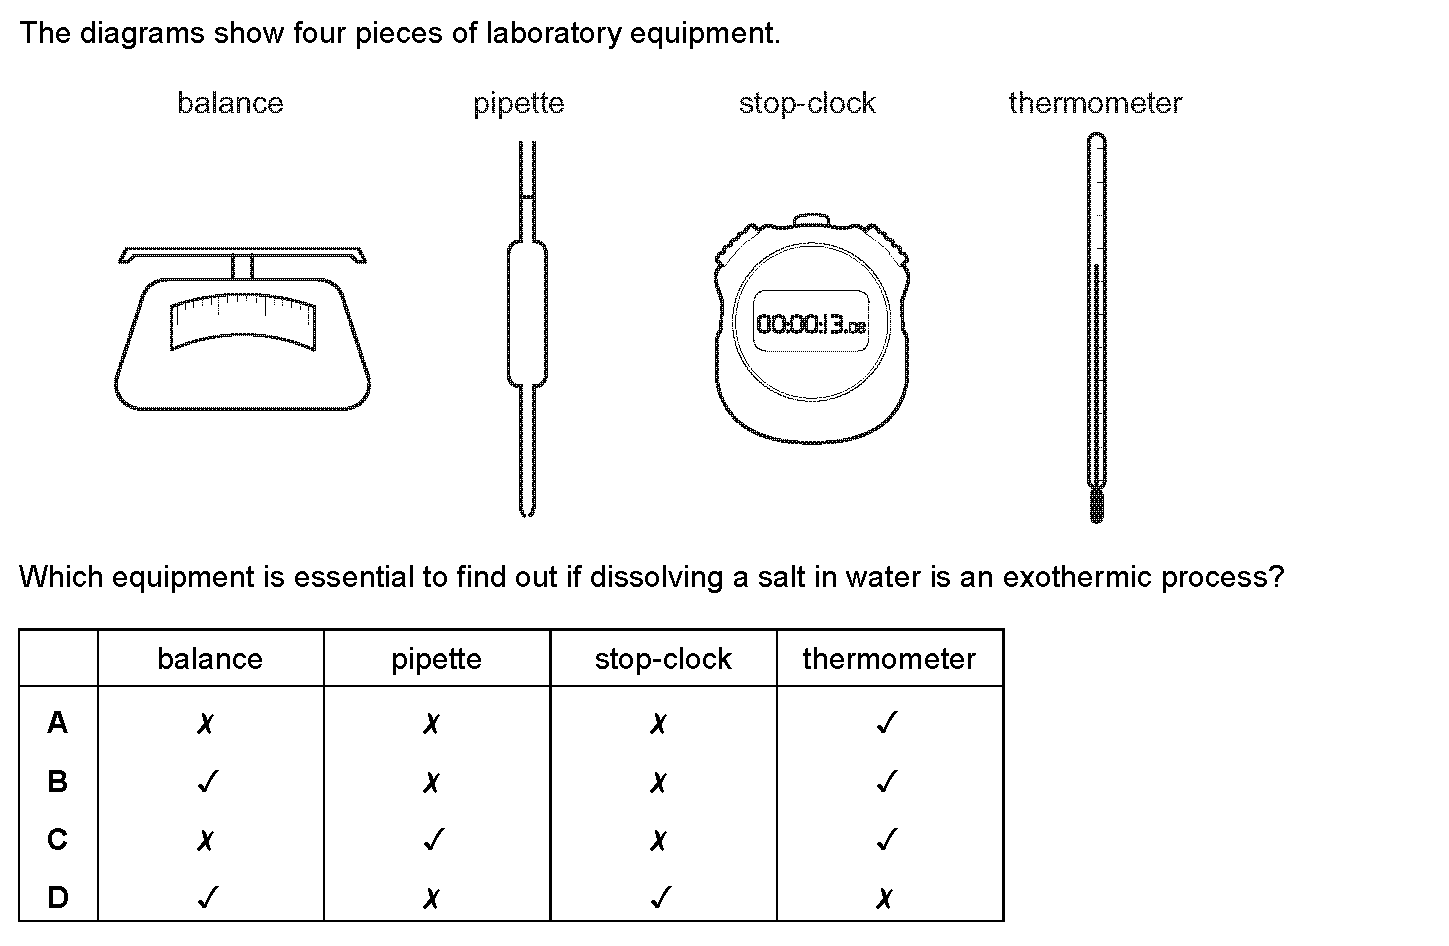 The diagrams show four pieces of laboratory equipment.
balance pipette stop-clock thermometer
00:00:13.08
Which equipment is essential to find out if dissolving a salt in water is an exothermic process?
balance pipette stop-clock thermometer
A ✗ ✗ ✗ ✓
B ✓ ✗ ✗ ✓
C ✗ ✓ ✗ ✓
D ✓ ✗ ✓ ✗